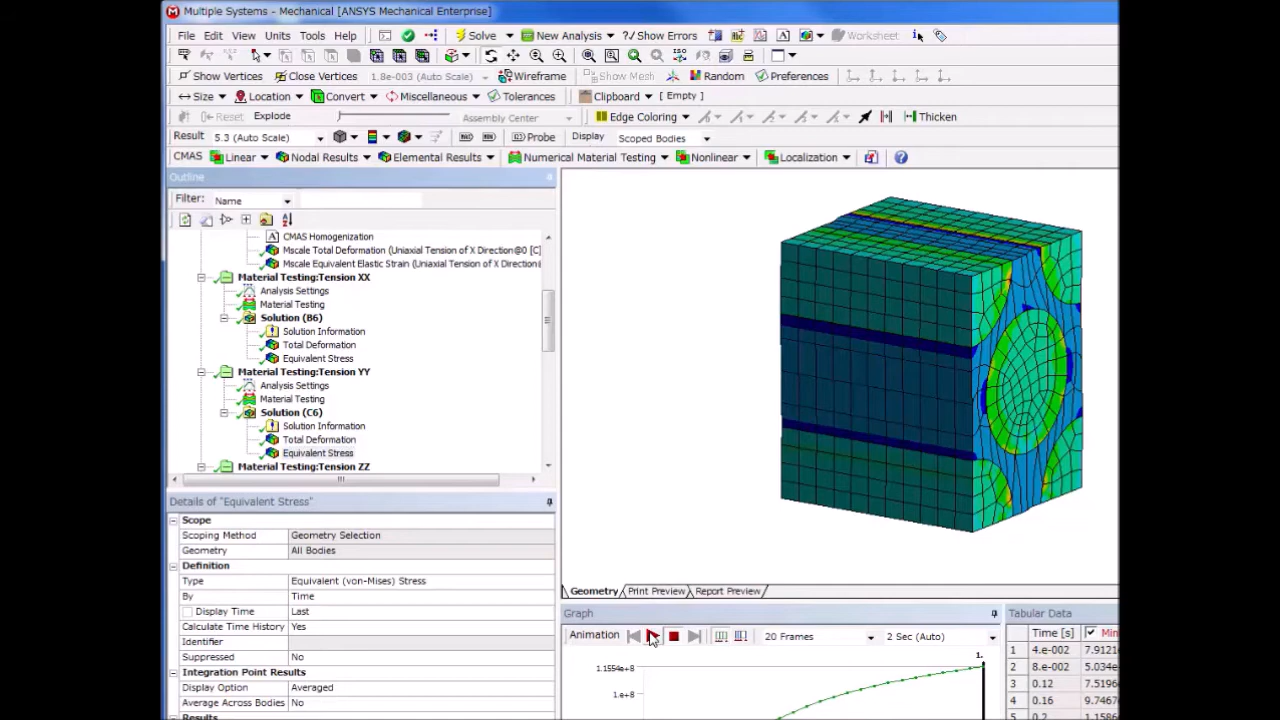 Multiple Systems - Mechanical [ANSYS Mechanical Enterprise]
File Edit View Units Tools Help Solve New Analysis ? Show Errors Worksheet
Show Vertices Close Vertices 1.8e-003 (Auto Scale) Wireframe Show Mesh Random Preferences
Size Location Convert Miscellaneous Tolerances Clipboard [ Empty ]
Reset Explode Assembly Center Edge Coloring Thicken
Result 5.3 (Auto Scale) Probe Display Scoped Bodies
CMAS Linear Nodal Results Elemental Results Numerical Material Testing Nonlinear Localization
Outline
Filter: Name
CMAS Homogenization
Mscale Total Deformation (Uniaxial Tension of X Direction@0 [C]
Mscale Equivalent Elastic Strain (Uniaxial Tension of X Direction
Material Testing:Tension XX
Analysis Settings
Material Testing
Solution (B6)
Solution Information
Total Deformation
Equivalent Stress
Material Testing:Tension YY
Analysis Settings
Material Testing
Solution (C6)
Solution Information
Total Deformation
Equivalent Stress
Material Testing:Tension ZZ
Details of "Equivalent Stress"
Scope
Scoping Method Geometry Selection
Geometry All Bodies
Definition
Type Equivalent (von-Mises) Stress
By Time
Display Time Last
Calculate Time History Yes
Identifier
Suppressed No
Integration Point Results
Display Option Averaged
Average Across Bodies No
Results
Geometry Print Preview Report Preview
Graph
Animation 20 Frames 2 Sec (Auto)
1.
1.1554e+8
1.e+8
Tabular Data
Time [s] Min
1 4.e-002 7.9121
2 8.e-002 5.034e
3 0.12 7.5196
4 0.16 9.7467
5 0.2 1.1586